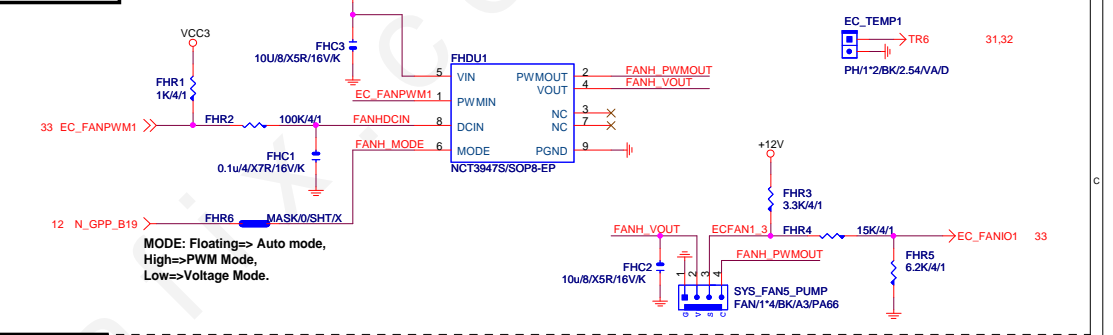 VCC3
FHC3
10U/8/X5R/16V/K
FHR1
1K/4/1
33 EC_FANPWM1
FHR2
100K/4/1
FHC1
0.1u/4/X7R/16V/K
EC_FANPWM1
FANHDCIN
FANH_MODE
FHDU1
5 VIN
1 PWMIN
8 DCIN
6 MODE
PWMOUT 2
VOUT 4
NC 3
NC 7
PGND 9
NCT3947S/SOP8-EP
FANH_PWMOUT
FANH_VOUT
EC_TEMP1
TR6 31,32
PH/1*2/BK/2.54/VA/D
12 N_GPP_B19
FHR6
MASK/0/SHT/X
MODE: Floating=> Auto mode,
High=>PWM Mode,
Low=>Voltage Mode.
+12V
FHR3
3.3K/4/1
FANH_VOUT
ECFAN1_3
FHR4
15K/4/1
EC_FANIO1 33
FHR5
6.2K/4/1
FHC2
10u/8/X5R/16V/K
1 2 3 4
FANH_PWMOUT
G V S C
SYS_FAN5_PUMP
FAN/1*4/BK/A3/PA66
C